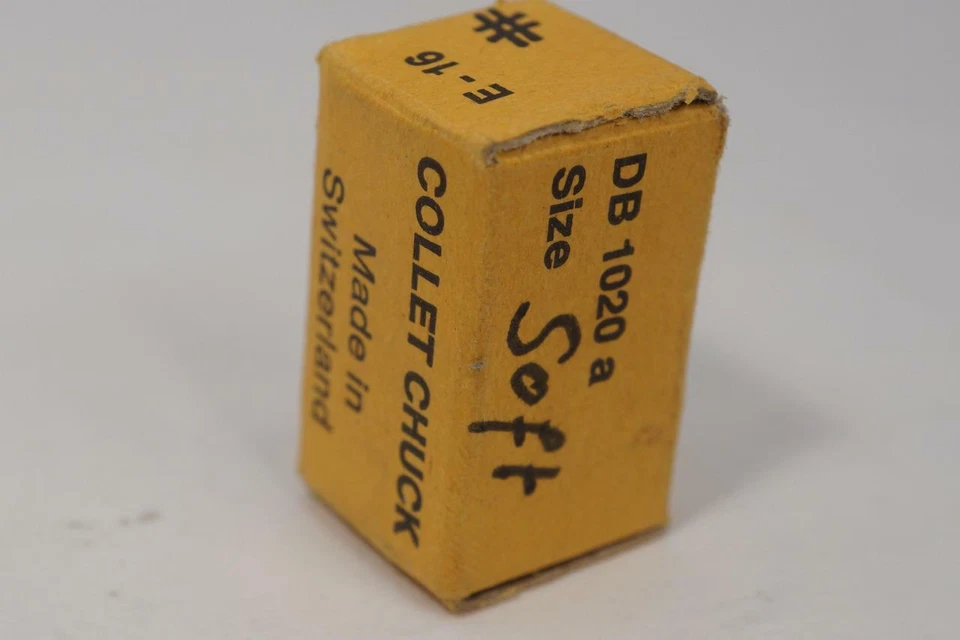 #
E-16
COLLET CHUCK
Made in
Switzerland
DB 1020 a
Size Soft